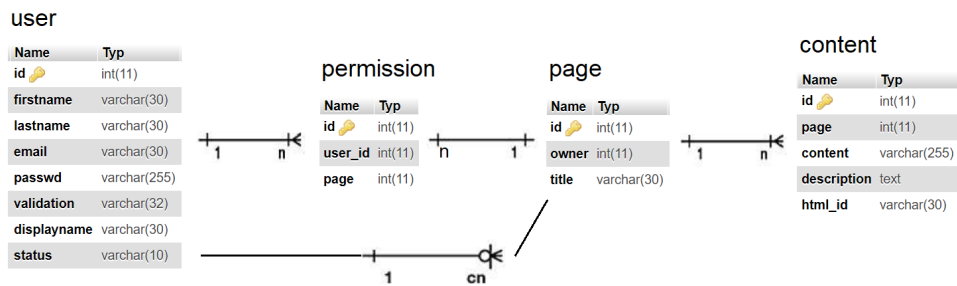 user
Name Typ
id int(11)
firstname varchar(30)
lastname varchar(30)
email varchar(30)
passwd varchar(255)
validation varchar(32)
displayname varchar(30)
status varchar(10)
1 n
permission
Name Typ
id int(11)
user_id int(11)
page int(11)
n 1
page
Name Typ
id int(11)
owner int(11)
title varchar(30)
1 n
content
Name Typ
id int(11)
page int(11)
content varchar(255)
description text
html_id varchar(30)
1 cn